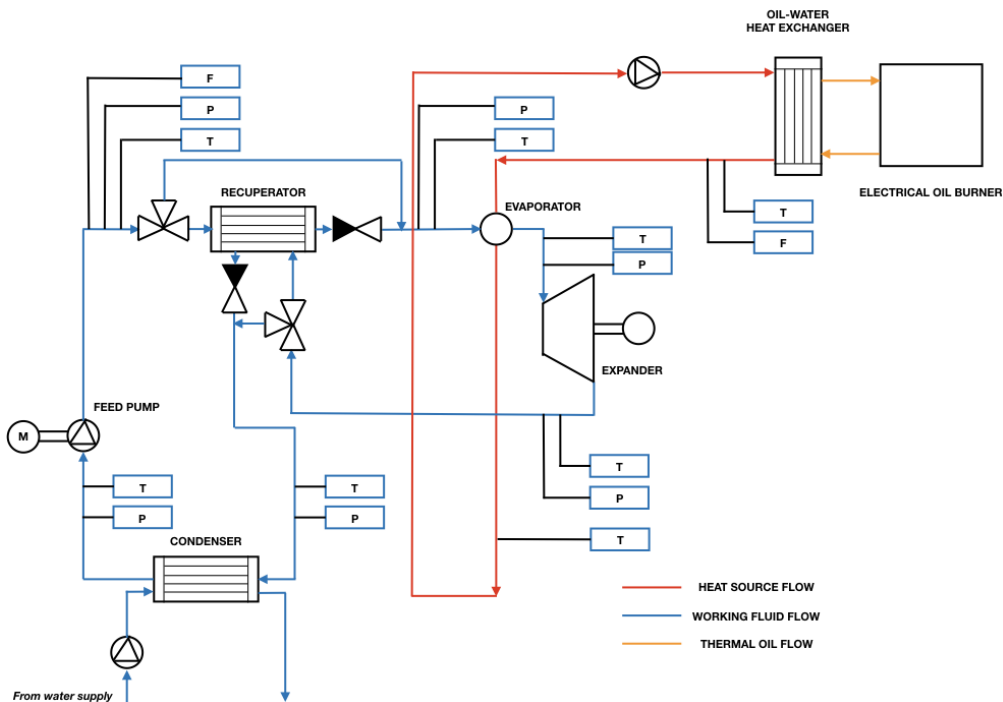 OIL-WATER
HEAT EXCHANGER
F
P
T
P
T
RECUPERATOR
EVAPORATOR
ELECTRICAL OIL BURNER
T
F
T
P
EXPANDER
FEED PUMP
M
T
P
T
P
T
P
T
CONDENSER
HEAT SOURCE FLOW
WORKING FLUID FLOW
THERMAL OIL FLOW
From water supply